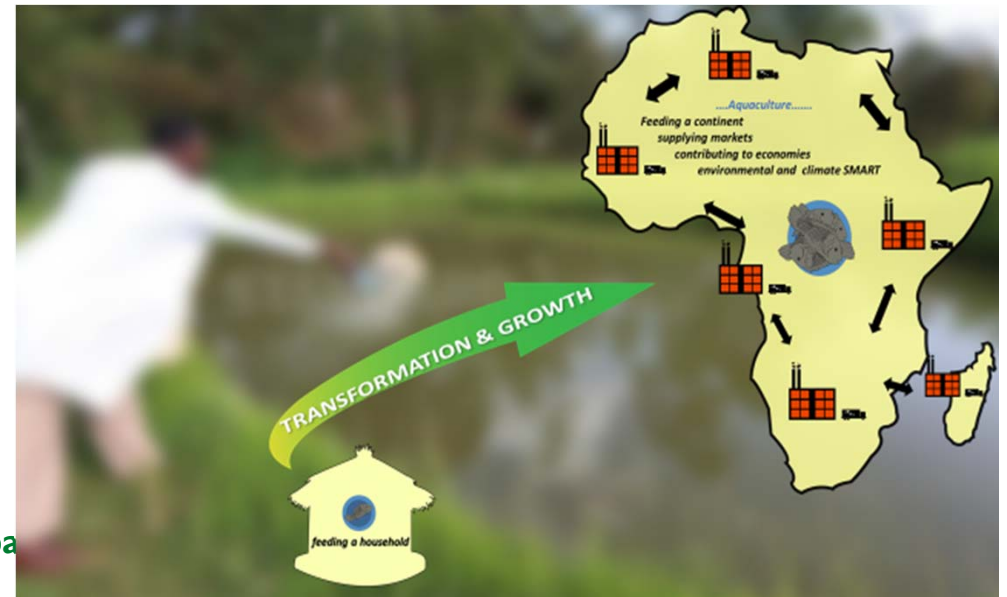 ....Aquaculture.......
Feeding a continent
supplying markets
contributing to economies
environmental and climate SMART
TRANSFORMATION & GROWTH
feeding a household